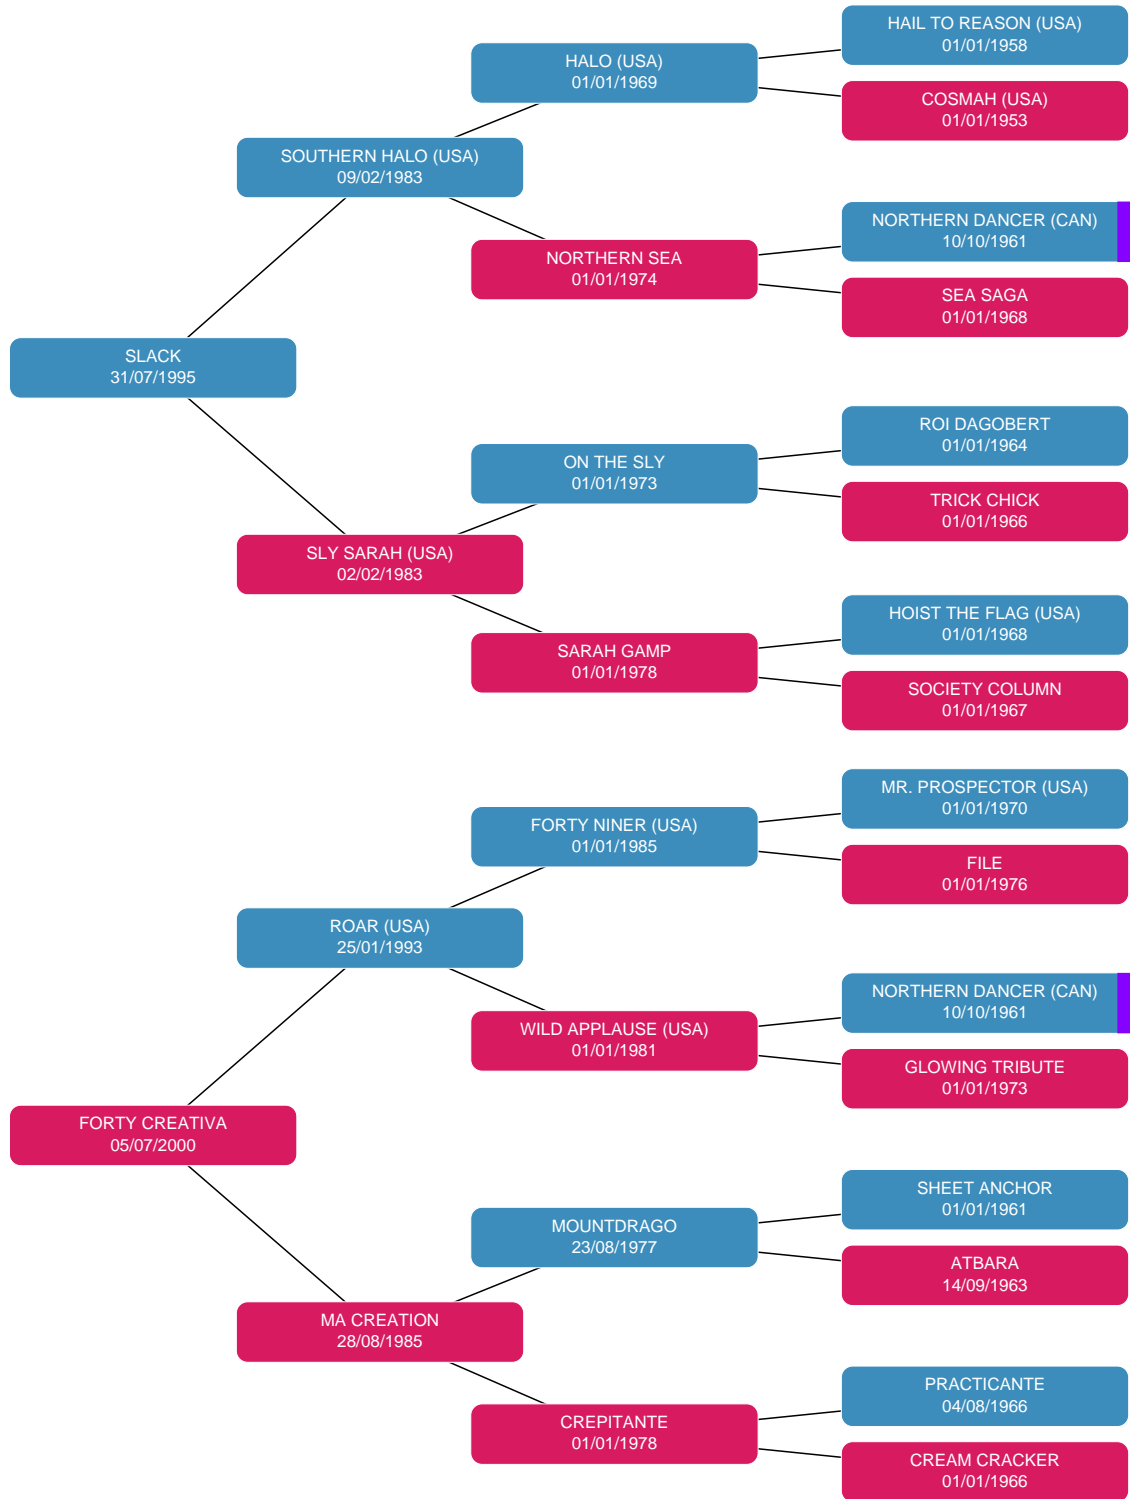 HAIL TO REASON (USA)
01/01/1958
HALO (USA)
01/01/1969
COSMAH (USA)
01/01/1953
SOUTHERN HALO (USA)
09/02/1983
NORTHERN DANCER (CAN)
10/10/1961
NORTHERN SEA
01/01/1974
SEA SAGA
01/01/1968
SLACK
31/07/1995
ROI DAGOBERT
01/01/1964
ON THE SLY
01/01/1973
TRICK CHICK
01/01/1966
SLY SARAH (USA)
02/02/1983
HOIST THE FLAG (USA)
01/01/1968
SARAH GAMP
01/01/1978
SOCIETY COLUMN
01/01/1967
MR. PROSPECTOR (USA)
01/01/1970
FORTY NINER (USA)
01/01/1985
FILE
01/01/1976
ROAR (USA)
25/01/1993
NORTHERN DANCER (CAN)
10/10/1961
WILD APPLAUSE (USA)
01/01/1981
GLOWING TRIBUTE
01/01/1973
FORTY CREATIVA
05/07/2000
SHEET ANCHOR
01/01/1961
MOUNTDRAGO
23/08/1977
ATBARA
14/09/1963
MA CREATION
28/08/1985
PRACTICANTE
04/08/1966
CREPITANTE
01/01/1978
CREAM CRACKER
01/01/1966